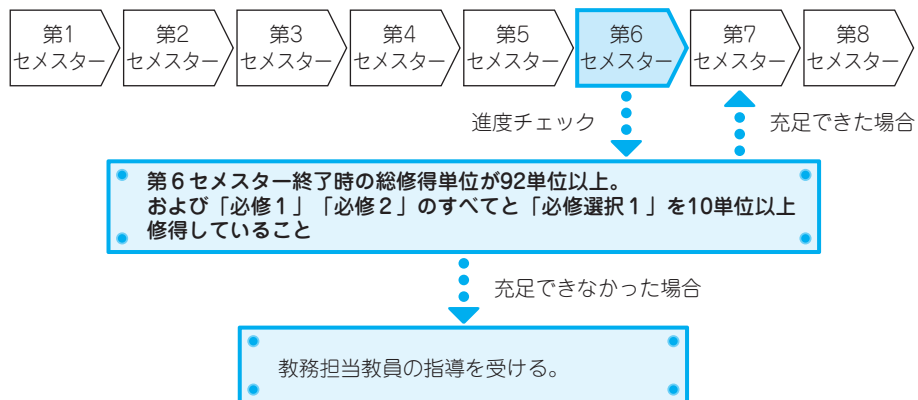 第1
セメスター
第2
セメスター
第3
セメスター
第4
セメスター
第5
セメスター
第6
セメスター
第7
セメスター
第8
セメスター
進度チェック
充足できた場合
第6セメスター終了時の総修得単位が92単位以上。
および「必修1」「必修2」のすべてと「必修選択1」を10単位以上
修得していること
充足できなかった場合
教務担当教員の指導を受ける。